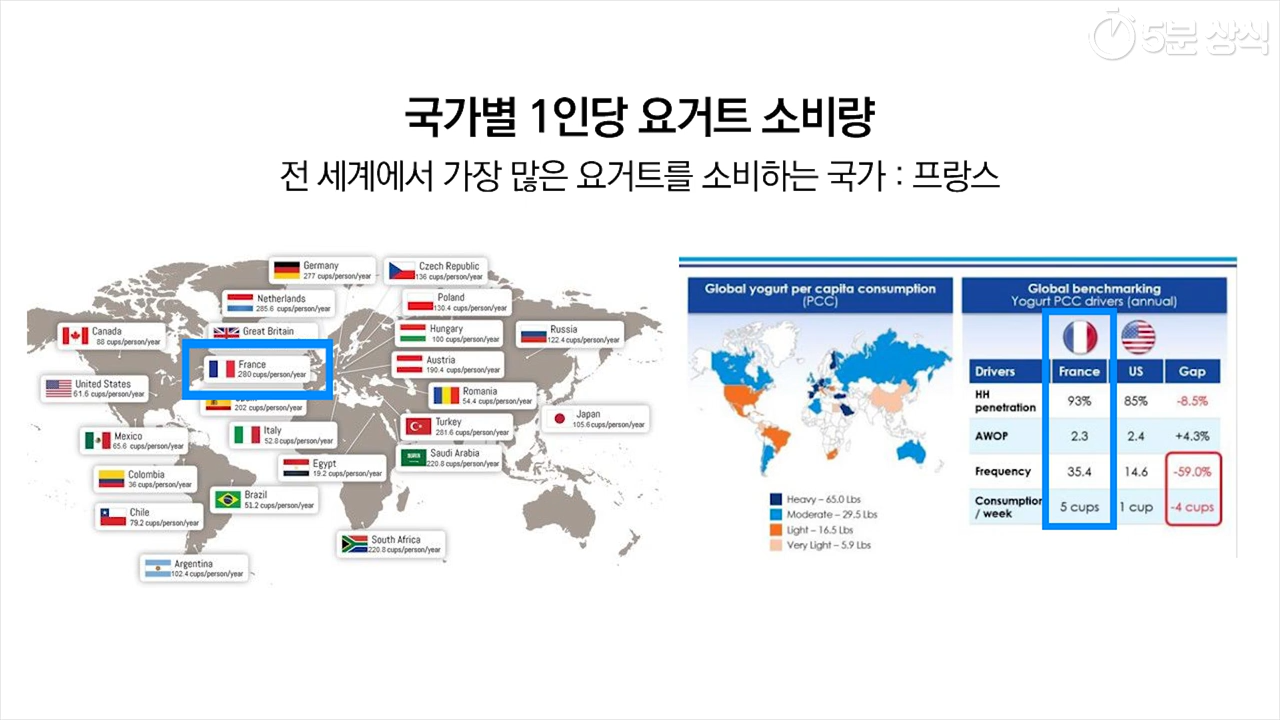 5분 상식
국가별 1인당 요거트 소비량
전 세계에서 가장 많은 요거트를 소비하는 국가 : 프랑스
Germany
277 cups/person/year
Czech Republic
136 cups/person/year
Netherlands
285.6 cups/person/year
Poland
130.4 cups/person/year
Canada
88 cups/person/year
Great Britain
Hungary
100 cups/person/year
Russia
122.4 cups/person/year
France
280 cups/person/year
Austria
190.4 cups/person/year
United States
61.6 cups/person/year
202 cups/person/year
Romania
54.4 cups/person/year
Japan
105.6 cups/person/year
Mexico
65.6 cups/person/year
Italy
52.8 cups/person/year
Turkey
281.6 cups/person/year
Colombia
36 cups/person/year
Egypt
19.2 cups/person/year
Saudi Arabia
220.8 cups/person/year
Chile
79.2 cups/person/year
Brazil
51.2 cups/person/year
South Africa
220.8 cups/person/year
Argentina
102.4 cups/person/year
Global yogurt per capita consumption
(PCC)
Heavy – 65.0 Lbs
Moderate – 29.5 Lbs
Light – 16.5 Lbs
Very Light – 5.9 Lbs
Global benchmarking
Yogurt PCC drivers (annual)
Drivers France US Gap
HH penetration 93% 85% -8.5%
AWOP 2.3 2.4 +4.3%
Frequency 35.4 14.6 -59.0%
Consumption / week 5 cups 1 cup -4 cups